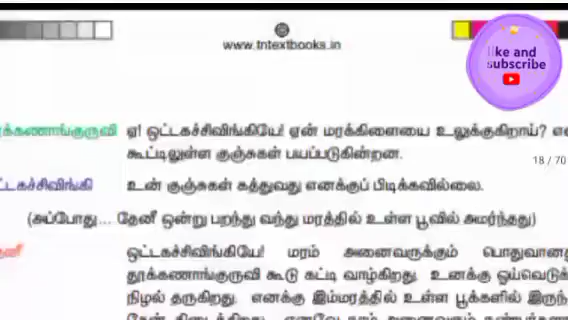 www.tntextbooks.in
like and
subscribe
க்கணாங்குருவி ஏ! ஒட்டகச்சிவிங்கியே! ஏன் மரக்கிளையை உலுக்குகிறாய்? என்
கூட்டிலுள்ள குஞ்சுகள் பயப்படுகின்றன.
18 / 70
ட்டகச்சிவிங்கி உன் குஞ்சுகள் கத்துவது எனக்குப் பிடிக்கவில்லை.
(அப்போது... தேனீ ஒன்று பறந்து வந்து மரத்தில் உள்ள பூவில் அமர்ந்தது)
னீ ஒட்டகச்சிவிங்கியே! மரம் அனைவருக்கும் பொதுவானது
தூக்கணாங்குருவி கூடு கட்டி வாழ்கிறது. உனக்கு ஓய்வெடுக்
நிழல் தருகிறது. எனக்கு இம்மரத்தில் உள்ள பூக்களில் இருந்